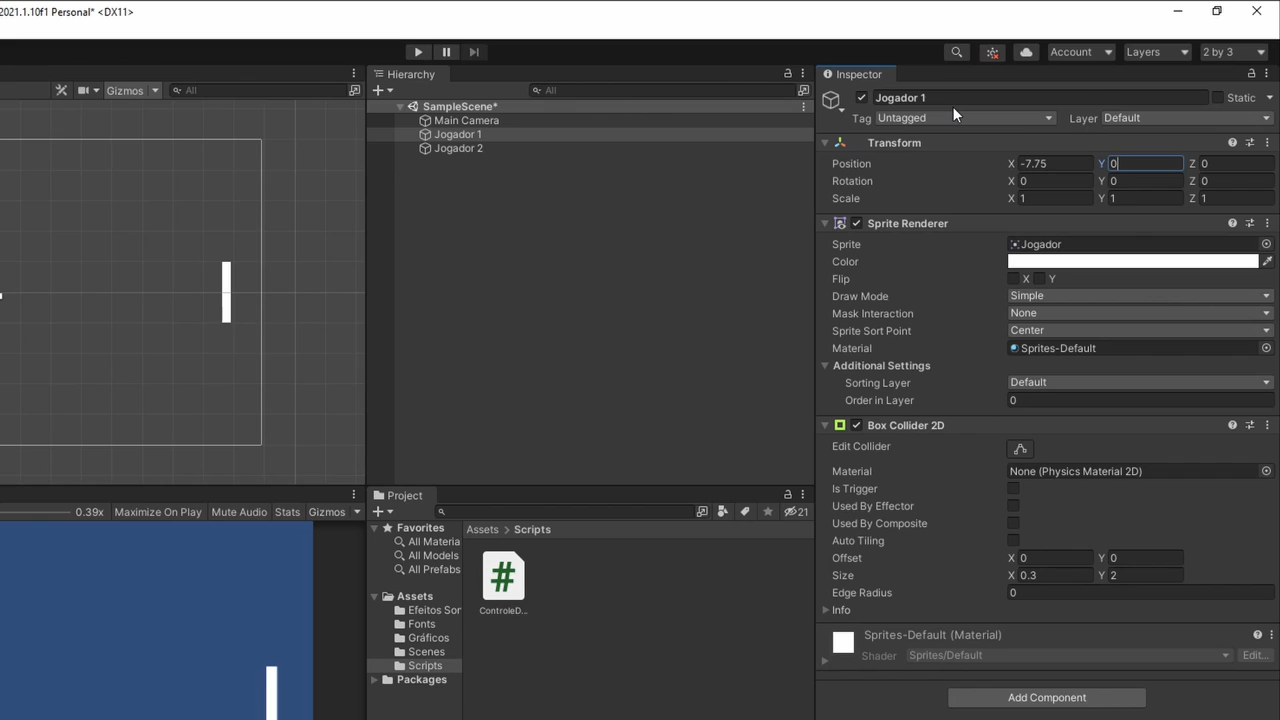 2021.1.10f1 Personal* <DX11>
Account
Layers
2 by 3
Gizmos
All
Hierarchy
All
SampleScene*
Main Camera
Jogador 1
Jogador 2
Inspector
Jogador 1
Static
Tag Untagged
Layer Default
Transform
Position X -7.75 Y 0 Z 0
Rotation X 0 Y 0 Z 0
Scale X 1 Y 1 Z 1
Sprite Renderer
Sprite Jogador
Color
Flip X Y
Draw Mode Simple
Mask Interaction None
Sprite Sort Point Center
Material Sprites-Default
Additional Settings
Sorting Layer Default
Order in Layer 0
Box Collider 2D
Edit Collider
Material None (Physics Material 2D)
Is Trigger
Used By Effector
Used By Composite
Auto Tiling
Offset X 0 Y 0
Size X 0.3 Y 2
Edge Radius 0
Info
Sprites-Default (Material)
Shader Sprites/Default Edit...
Add Component
0.39x Maximize On Play Mute Audio Stats Gizmos
Project
21
Favorites
All Materia
All Models
All Prefabs
Assets
Efeitos Sor
Fonts
Gráficos
Scenes
Scripts
Packages
Assets > Scripts
#
ControleD...